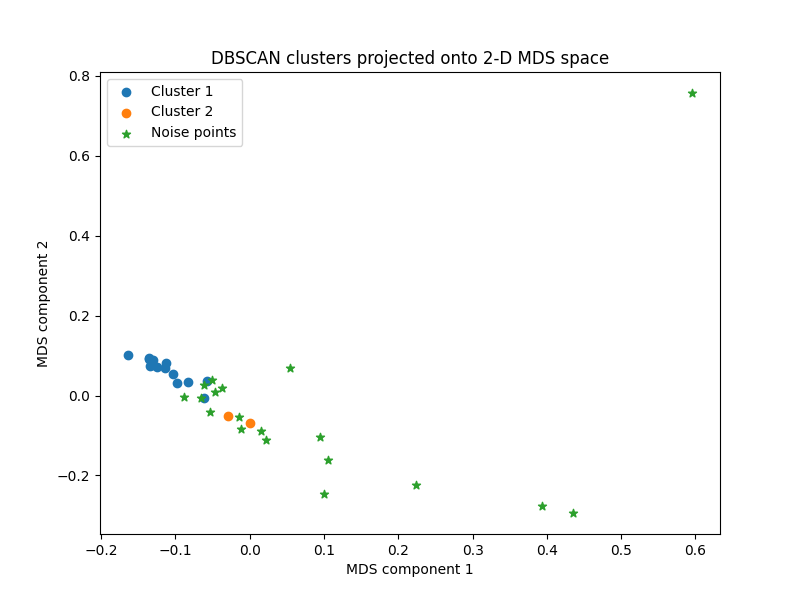 DBSCAN clusters projected onto 2-D MDS space
Cluster 1
Cluster 2
Noise points
0.8
0.6
0.4
0.2
0.0
−0.2
MDS component 2
−0.2 −0.1 0.0 0.1 0.2 0.3 0.4 0.5 0.6
MDS component 1